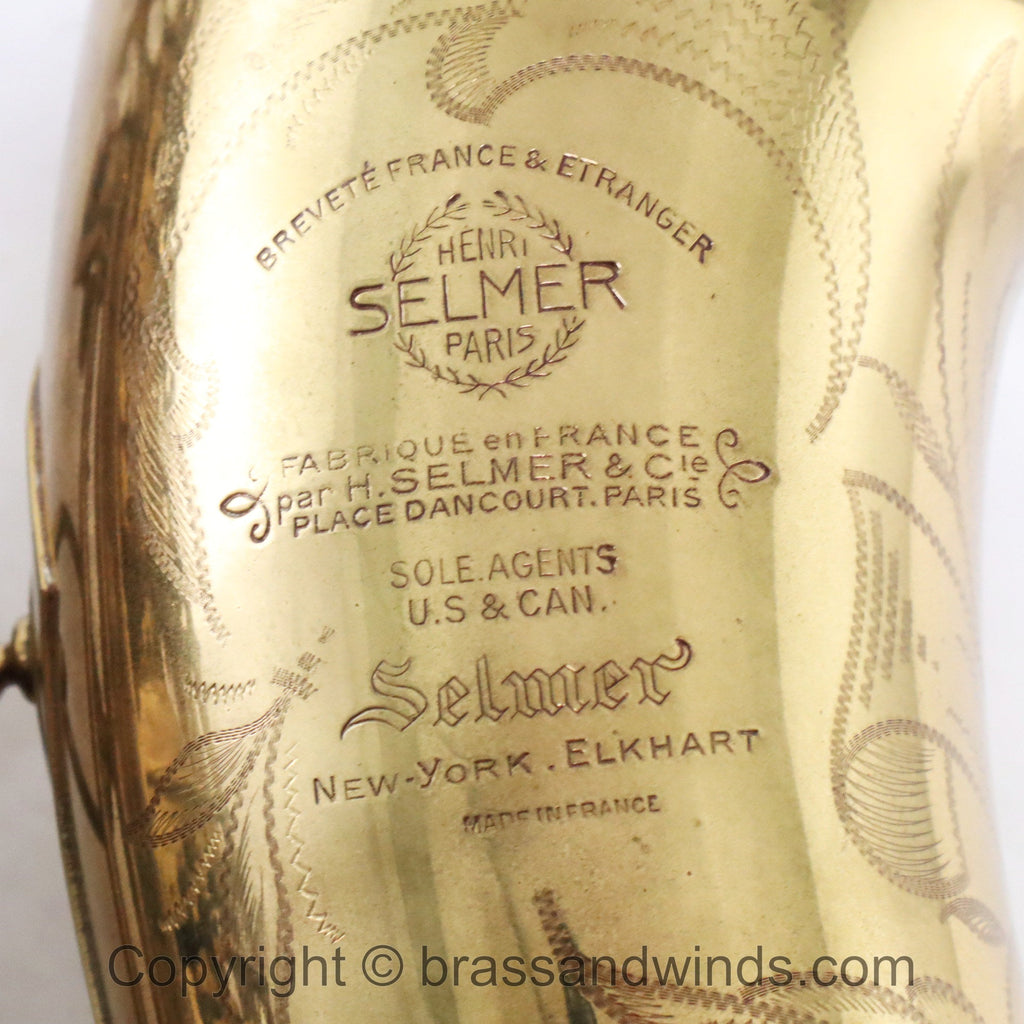 BREVETÉ FRANCE & ETRANGER
HENRI
SELMER
PARIS
FABRIQUE en FRANCE
par H. SELMER & Cie
PLACE DANCOURT. PARIS
SOLE. AGENTS
U.S & CAN.
Selmer
NEW-YORK. ELKHART
MADE IN FRANCE
Copyright © brassandwinds.com